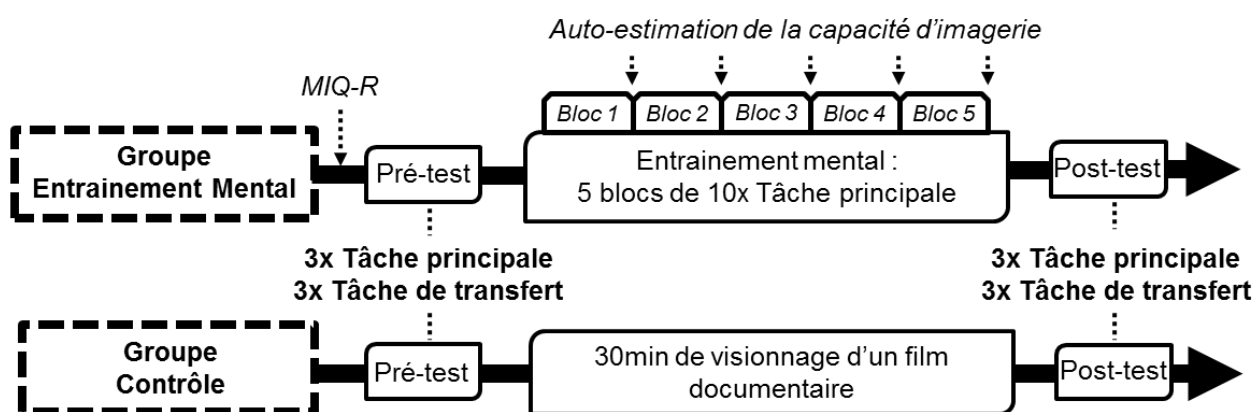 Auto-estimation de la capacité d'imagerie
MIQ-R
Bloc 1 Bloc 2 Bloc 3 Bloc 4 Bloc 5
Groupe
Entrainement Mental
Pré-test
Entrainement mental :
5 blocs de 10x Tâche principale
Post-test
3x Tâche principale
3x Tâche de transfert
3x Tâche principale
3x Tâche de transfert
Groupe
Contrôle
Pré-test
30min de visionnage d'un film
documentaire
Post-test